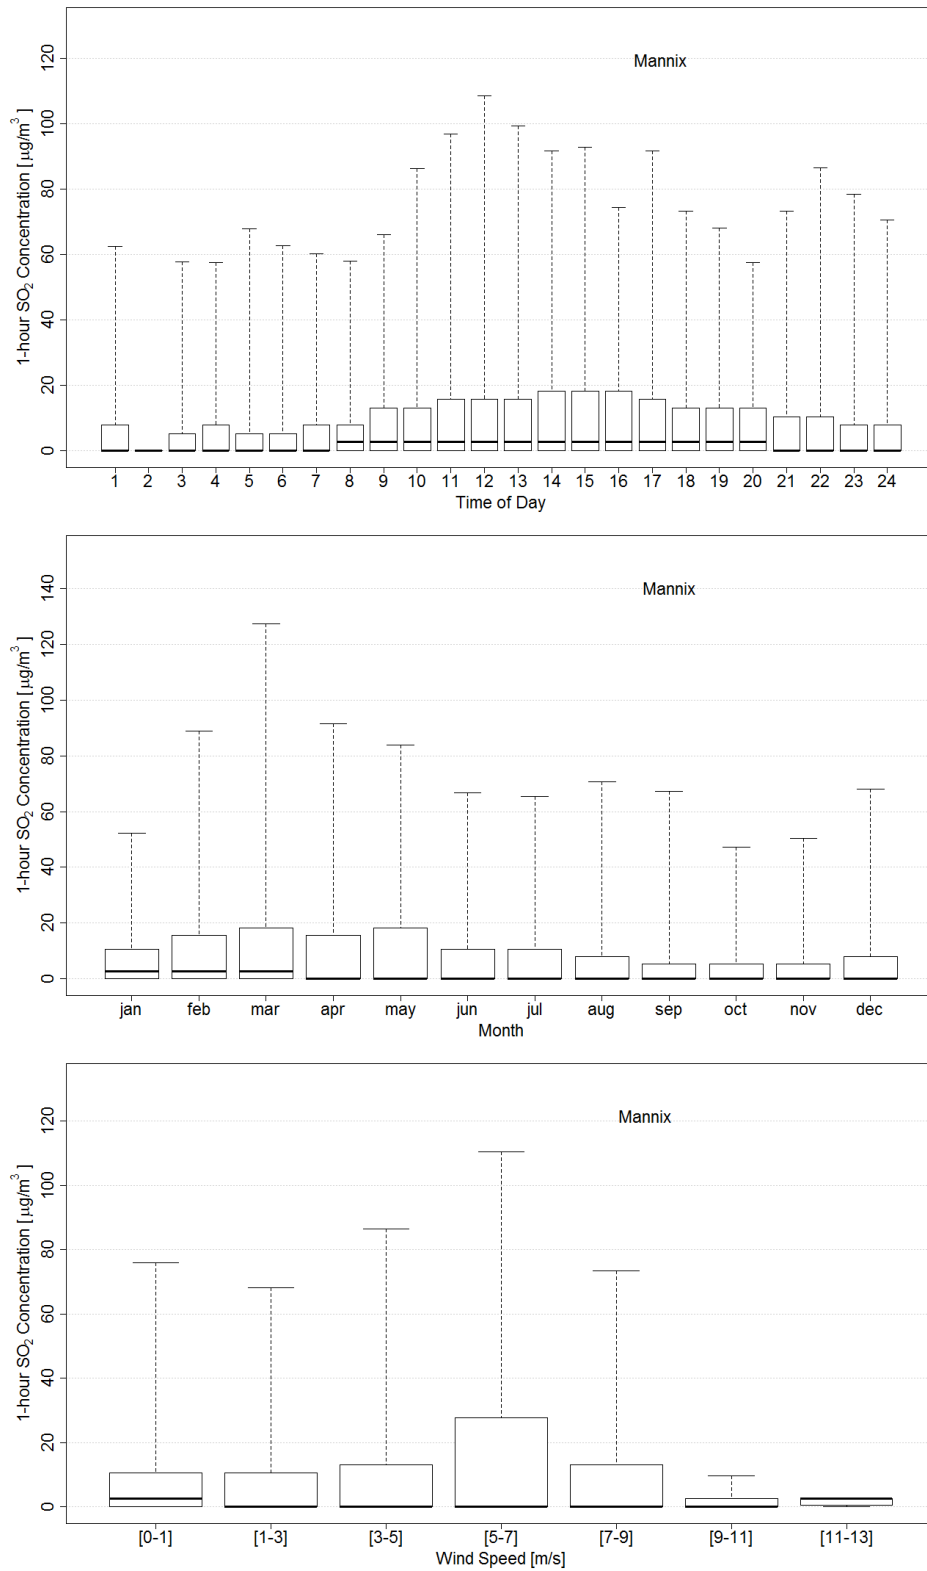 Mannix
1-hour SO₂ Concentration [ µg/m³ ]
120
100
80
60
40
20
0
1 2 3 4 5 6 7 8 9 10 11 12 13 14 15 16 17 18 19 20 21 22 23 24
Time of Day
Mannix
1-hour SO₂ Concentration [ µg/m³ ]
140
120
100
80
60
40
20
0
jan feb mar apr may jun jul aug sep oct nov dec
Month
Mannix
1-hour SO₂ Concentration [ µg/m³ ]
120
100
80
60
40
20
0
[0-1] [1-3] [3-5] [5-7] [7-9] [9-11] [11-13]
Wind Speed [m/s]